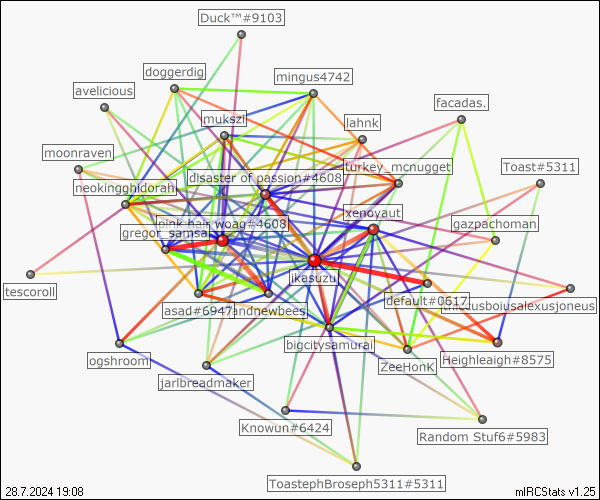 Duck™#9103
doggerdig
mingus4742
avelicious
facadas.
mukszi
lahnk
moonraven
turkey_mcnugget
Toast#5311
disaster of passion#4608
neokingghidorah
xenoyaut
pink hair woag#4608
gazpachoman
gregor_samsa
ikasuzu
tescoroll
default#0617
asad#6947
andnewbees
bigcitysamurai
ogshroom
ZeeHonK
Heighleaigh#8575
jarlbreadmaker
Knowun#6424
Random Stuf6#5983
ToastephBroseph5311#5311
28.7.2024 19:08
mIRCStats v1.25